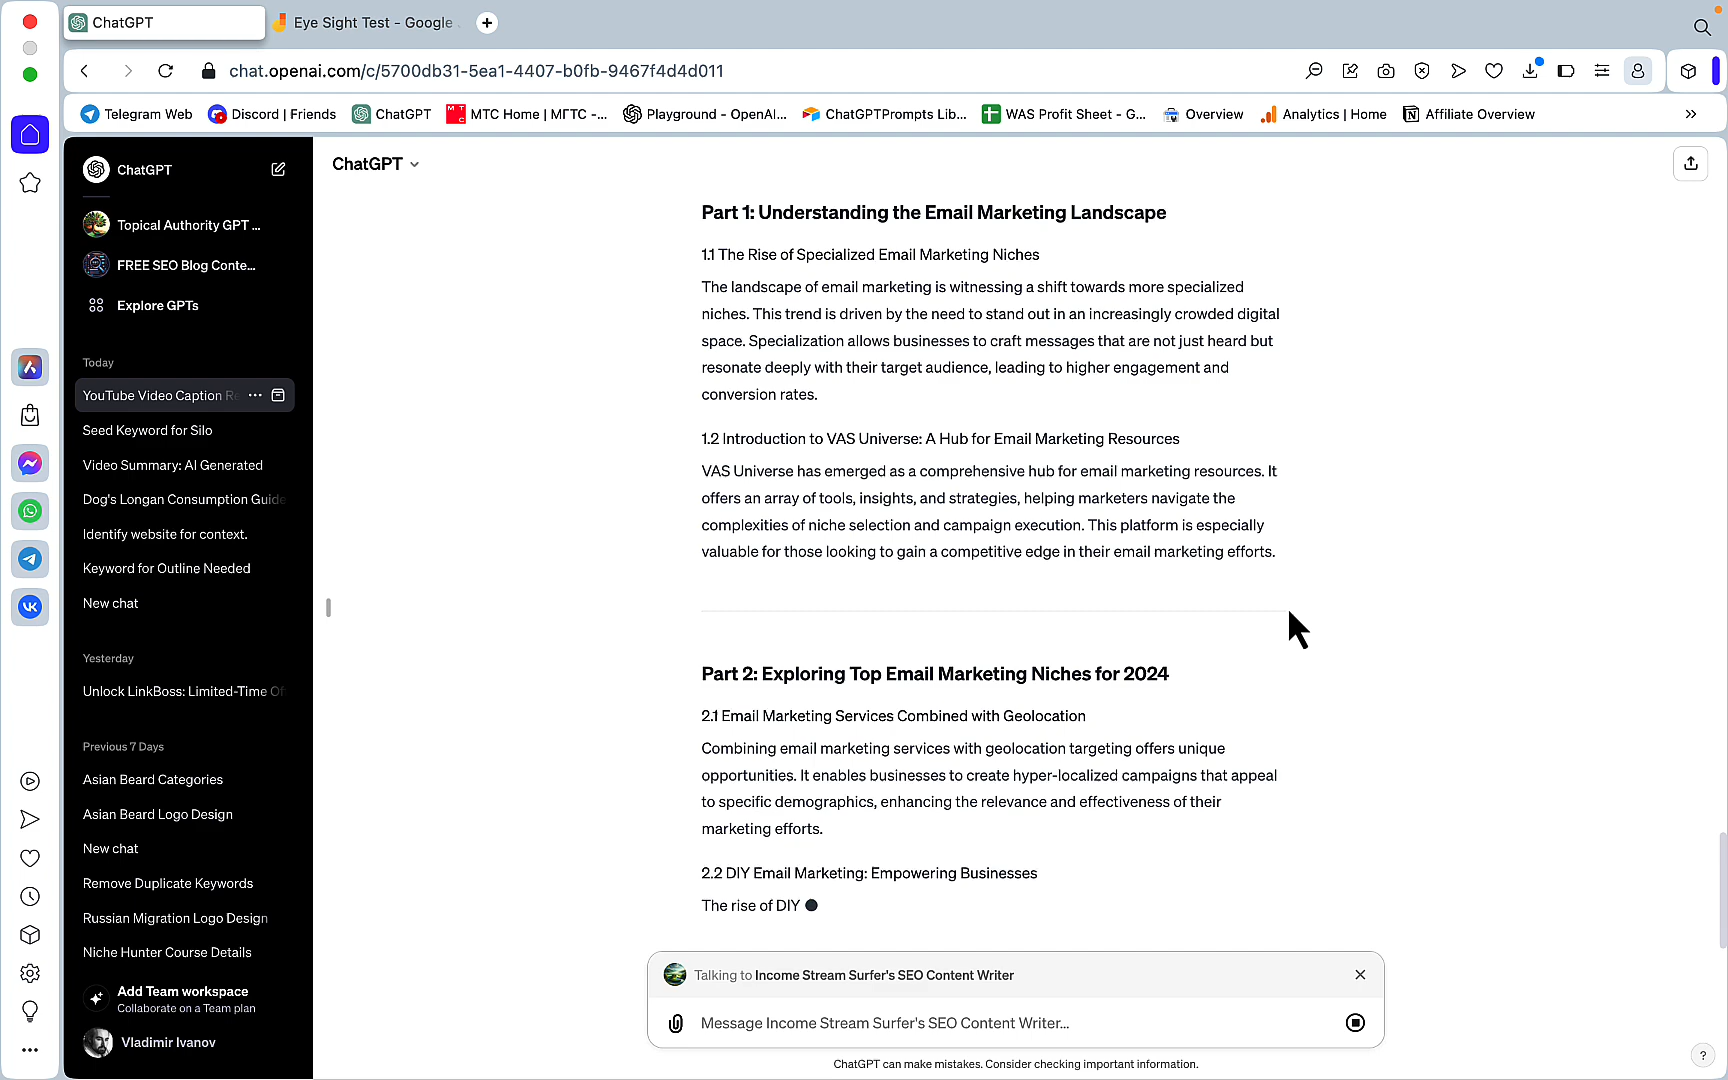 ChatGPT
Eye Sight Test - Google
chat.openai.com/c/5700db31-5ea1-4407-b0fb-9467f4d4d011
Telegram Web
Discord | Friends
ChatGPT
МТС Home | МГТС -...
Playground - OpenAI...
ChatGPTPrompts Lib...
WAS Profit Sheet - G...
Overview
Analytics | Home
Affiliate Overview
ChatGPT
Topical Authority GPT ...
FREE SEO Blog Conte...
Explore GPTs
Today
YouTube Video Caption Re
Seed Keyword for Silo
Video Summary: AI Generated
Dog's Longan Consumption Guide
Identify website for context.
Keyword for Outline Needed
New chat
Yesterday
Unlock LinkBoss: Limited-Time Of
Previous 7 Days
Asian Beard Categories
Asian Beard Logo Design
New chat
Remove Duplicate Keywords
Russian Migration Logo Design
Niche Hunter Course Details
Add Team workspace
Collaborate on a Team plan
Vladimir Ivanov
ChatGPT
Part 1: Understanding the Email Marketing Landscape
1.1 The Rise of Specialized Email Marketing Niches
The landscape of email marketing is witnessing a shift towards more specialized
niches. This trend is driven by the need to stand out in an increasingly crowded digital
space. Specialization allows businesses to craft messages that are not just heard but
resonate deeply with their target audience, leading to higher engagement and
conversion rates.
1.2 Introduction to VAS Universe: A Hub for Email Marketing Resources
VAS Universe has emerged as a comprehensive hub for email marketing resources. It
offers an array of tools, insights, and strategies, helping marketers navigate the
complexities of niche selection and campaign execution. This platform is especially
valuable for those looking to gain a competitive edge in their email marketing efforts.
Part 2: Exploring Top Email Marketing Niches for 2024
2.1 Email Marketing Services Combined with Geolocation
Combining email marketing services with geolocation targeting offers unique
opportunities. It enables businesses to create hyper-localized campaigns that appeal
to specific demographics, enhancing the relevance and effectiveness of their
marketing efforts.
2.2 DIY Email Marketing: Empowering Businesses
The rise of DIY
Talking to Income Stream Surfer's SEO Content Writer
Message Income Stream Surfer's SEO Content Writer...
ChatGPT can make mistakes. Consider checking important information.
?